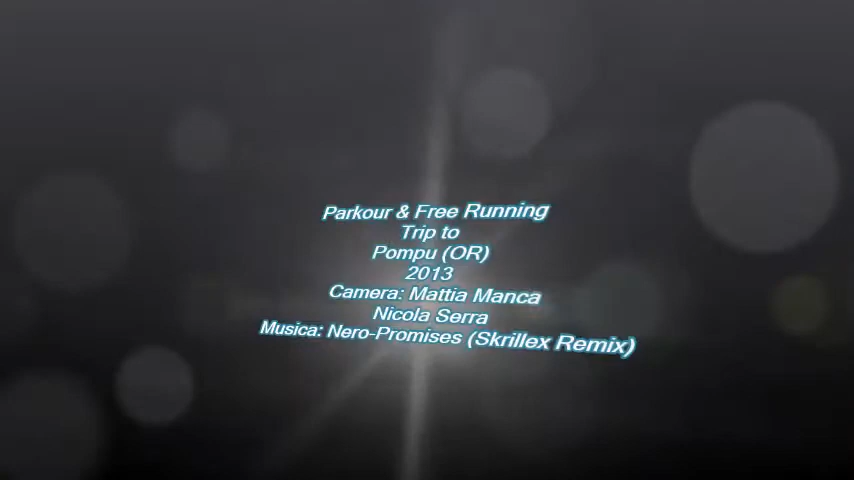 Parkour & Free Running
Trip to
Pompu (OR)
2013
Camera: Mattia Manca
Nicola Serra
Musica: Nero-Promises (Skrillex Remix)